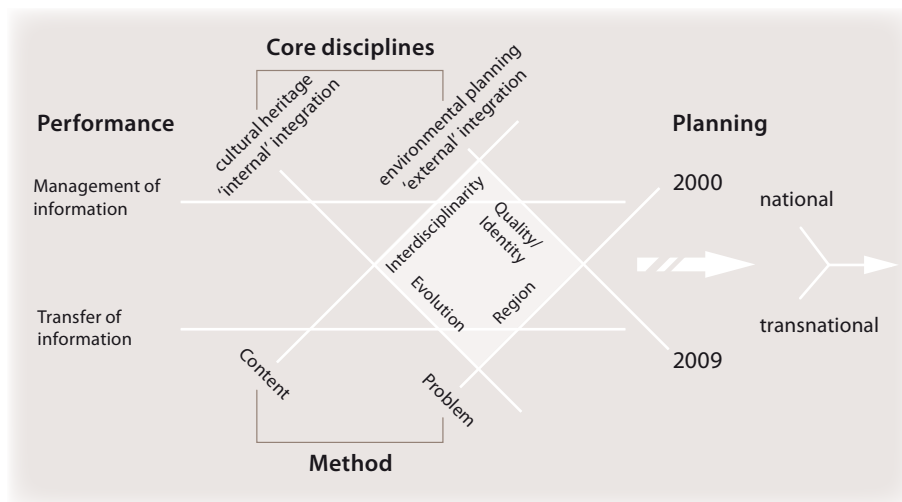 Core disciplines
Performance
cultural heritage
‘internal’ integration
environmental planning
‘external’ integration
Planning
Management of
information
2000
national
Interdisciplinarity
Quality/
Identity
Evolution
Region
Transfer of
information
transnational
2009
Content
Problem
Method